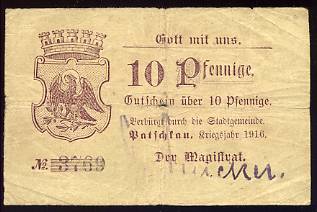 Gott mit uns.
10 Pfennige,
Gutschein über 10 Pfennige.
Verbürgt durch die Stadtgemeinde.
Patschkau. Kriegsjahr 1916.
Der Magistrat.
№ 3769